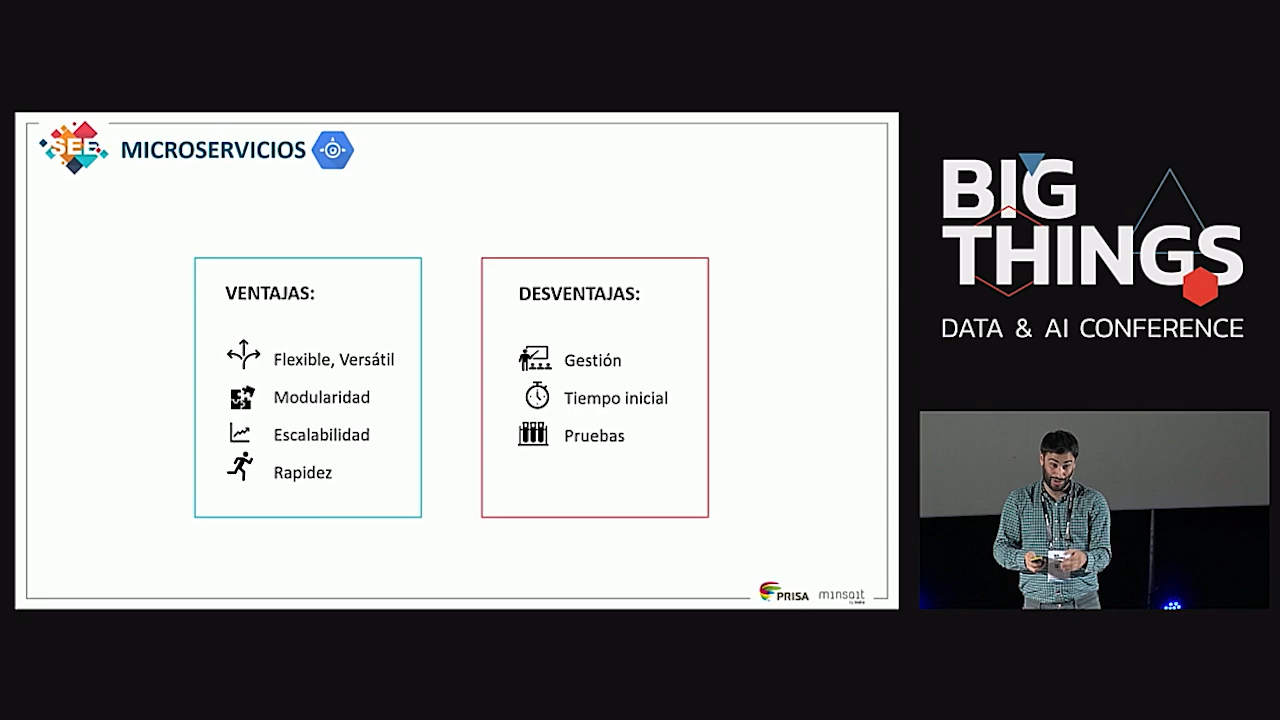 SEE
MICROSERVICIOS
VENTAJAS:
Flexible, Versátil
Modularidad
Escalabilidad
Rapidez
DESVENTAJAS:
Gestión
Tiempo inicial
Pruebas
PRISA
minsait
BIG
THINGS
DATA & AI CONFERENCE